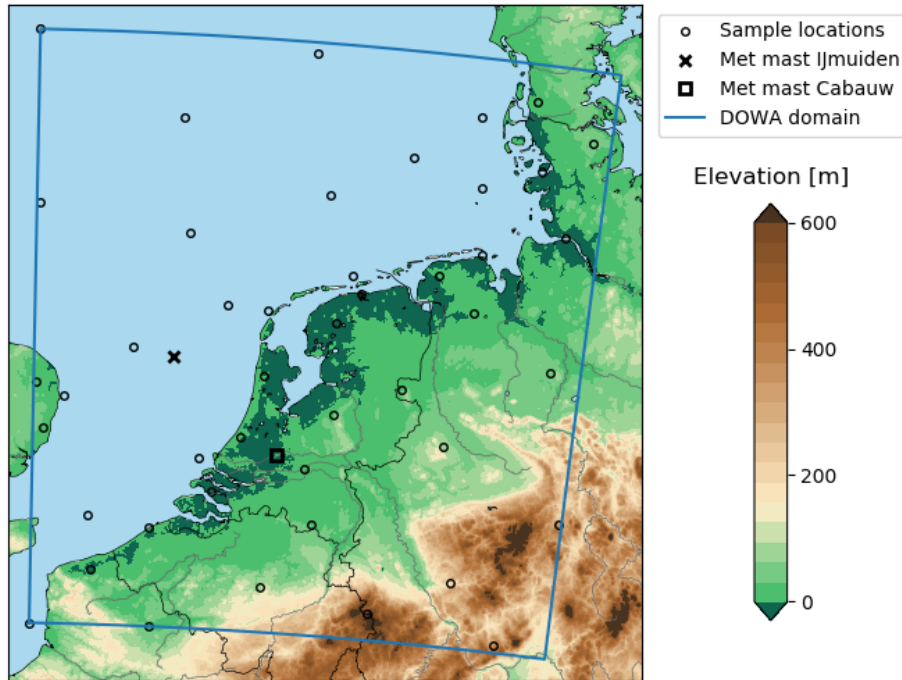 Sample locations
Met mast IJmuiden
Met mast Cabauw
DOWA domain
Elevation [m]
600
400
200
0